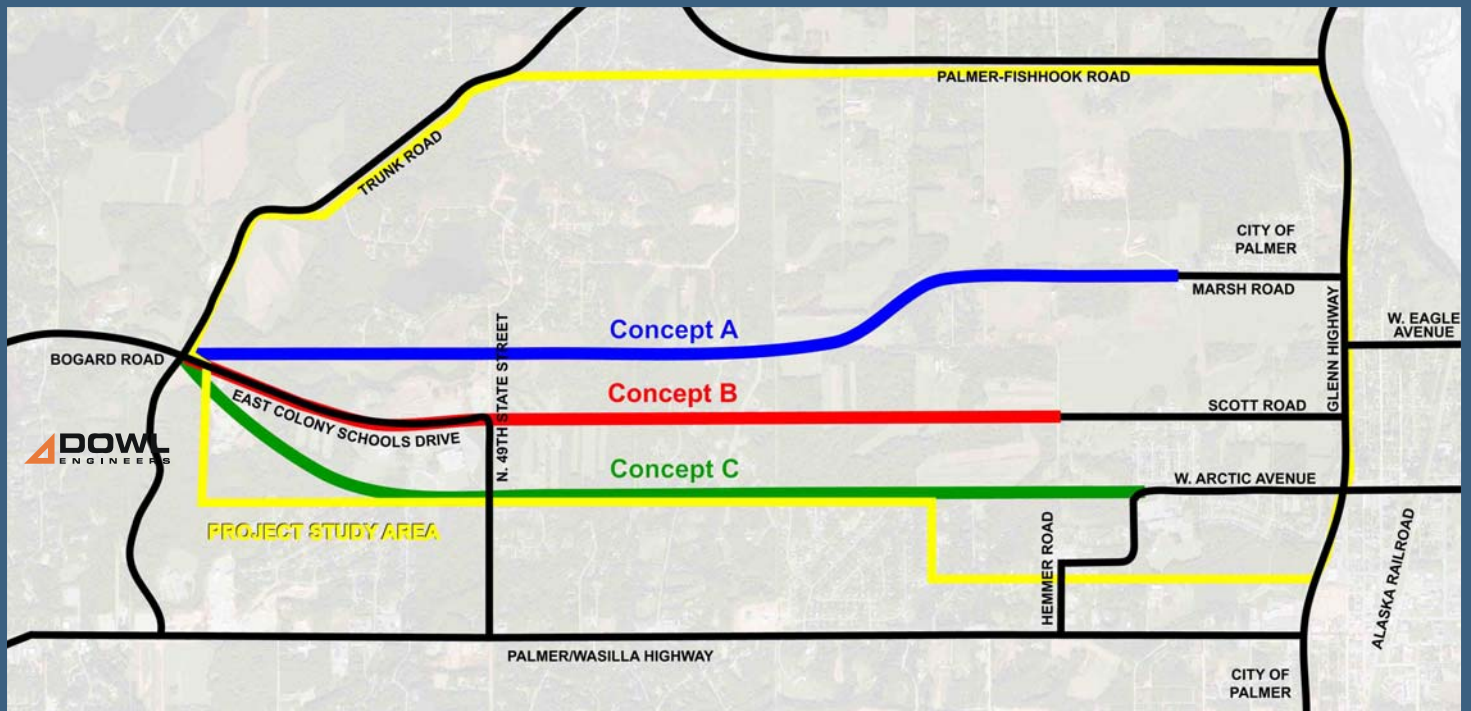 PALMER-FISHHOOK ROAD
TRUNK ROAD
CITY OF
PALMER
MARSH ROAD
GLENN HIGHWAY
W. EAGLE
AVENUE
Concept A
N. 49TH STATE STREET
BOGARD ROAD
Concept B
EAST COLONY SCHOOLS DRIVE
SCOTT ROAD
DOWL
ENGINEERS
Concept C
W. ARCTIC AVENUE
PROJECT STUDY AREA
HEMMER ROAD
ALASKA RAILROAD
PALMER/WASILLA HIGHWAY
CITY OF
PALMER